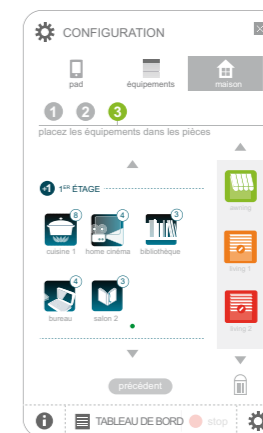 CONFIGURATION
pad
équipements
maison
1 2 3
placez les équipements dans les pièces
+1 1ER ÉTAGE
awning
8
4
3
cuisine 1
home cinéma
bibliothèque
living 1
4
3
bureau
salon 2
living 2
précédent
TABLEAU DE BORD
stop